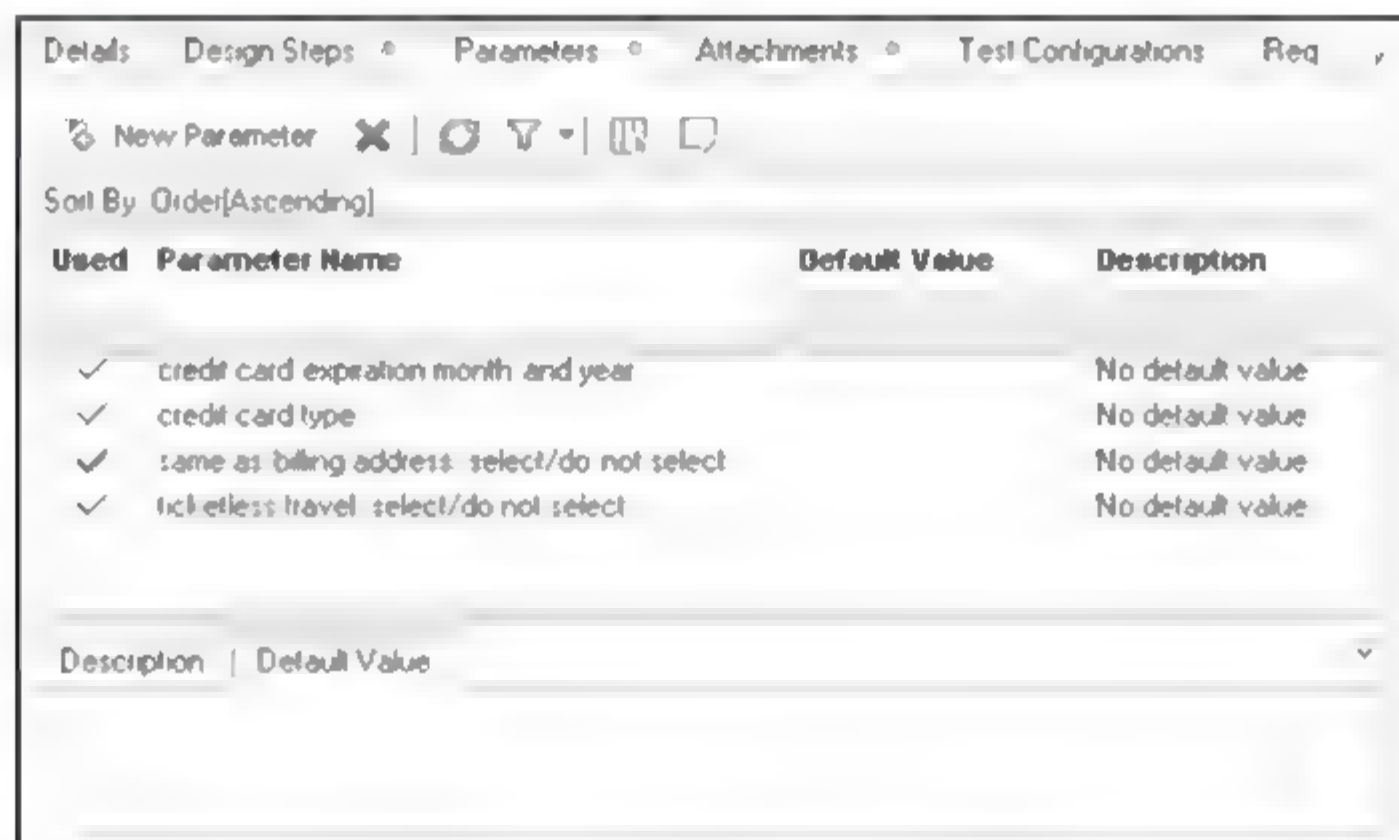 Details Design Steps Parameters Attachments Test Configurations Req
New Parameter
Sort By Order[Ascending]
Used Parameter Name Default Value Description
credit card expiration month and year No default value
credit card type No default value
same as billing address select/do not select No default value
ticketless travel select/do not select No default value
Description | Default Value